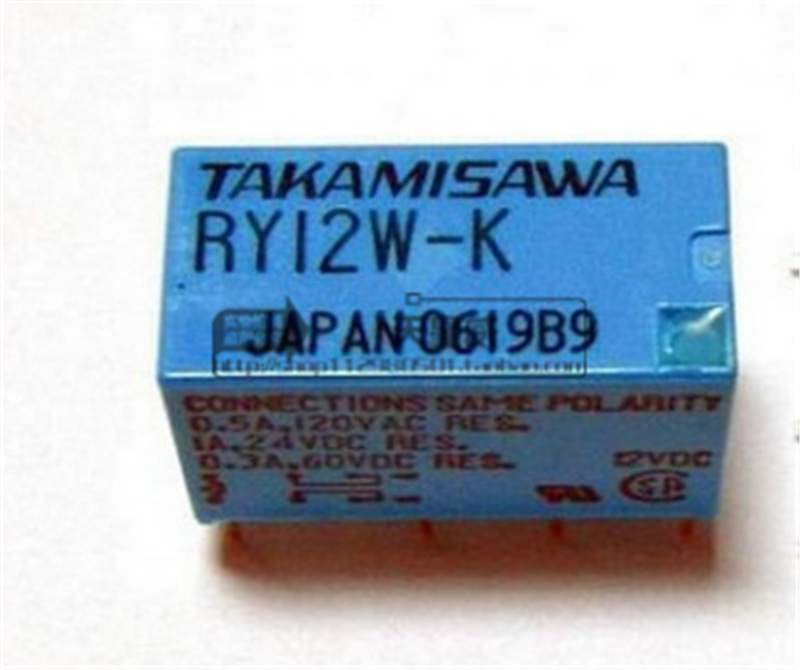 TAKAMISAWA
RY12W-K
JAPAN 0619B9
CONNECTIONS SAME POLARITY
0.5A,120VAC RES.
1A,24VDC RES.
0.3A,60VDC RES. 12VDC